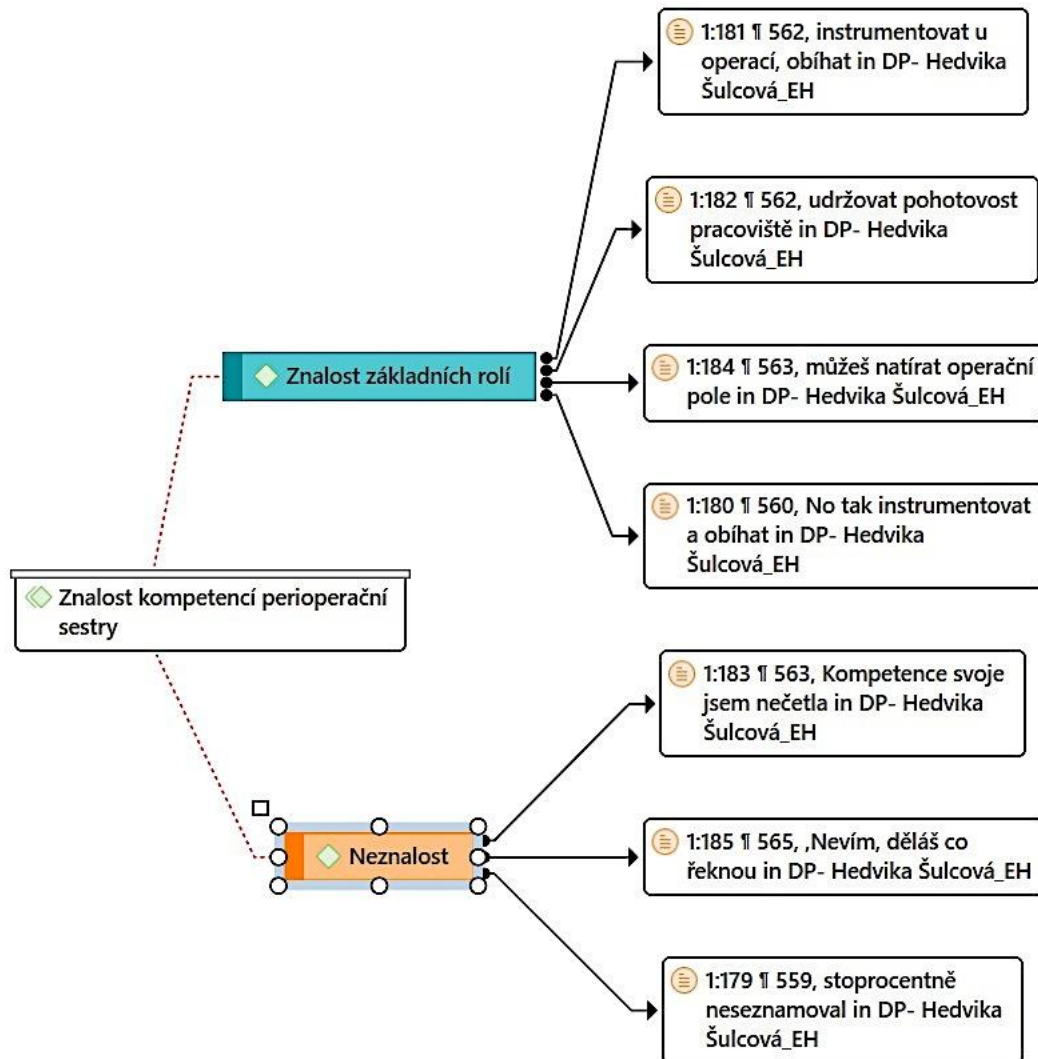 1:181 ¶ 562, instrumentovat u
operací, obíhat in DP- Hedvika
Šulcová_EH
1:182 ¶ 562, udržovat pohotovost
pracoviště in DP- Hedvika
Šulcová_EH
Znalost základních rolí
1:184 ¶ 563, můžeš natírat operační
pole in DP- Hedvika Šulcová_EH
1:180 ¶ 560, No tak instrumentovat
a obíhat in DP- Hedvika
Šulcová_EH
Znalost kompetencí perioperační
sestry
1:183 ¶ 563, Kompetence svoje
jsem nečetla in DP- Hedvika
Šulcová_EH
Neznalost
1:185 ¶ 565, ,Nevím, děláš co
řeknou in DP- Hedvika Šulcová_EH
1:179 ¶ 559, stoprocentně
neseznamoval in DP- Hedvika
Šulcová_EH